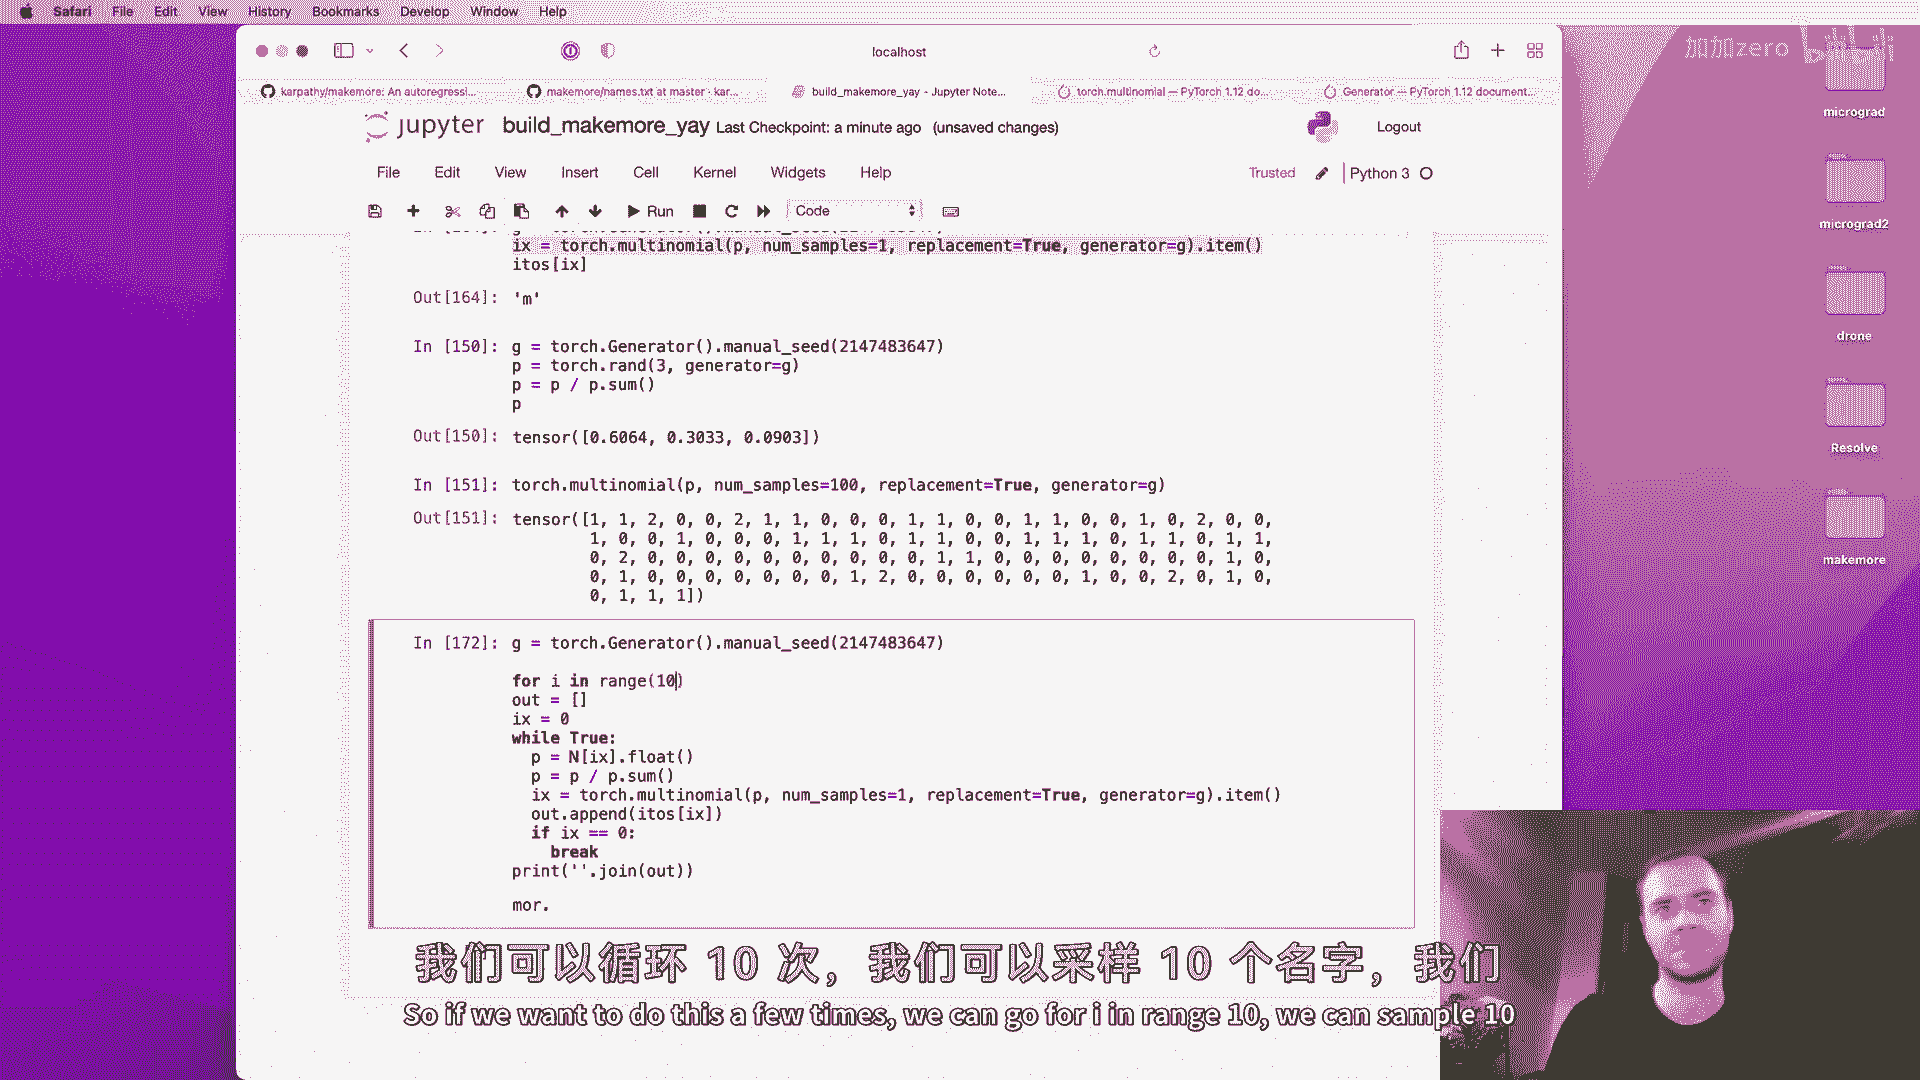 Safari File Edit View History Bookmarks Develop Window Help
localhost
加加zero bilibili
karpathy/makemore: An autoregressi...
makemore/names.txt at master · kar...
build_makemore_yay - Jupyter Note...
torch.multinomial — PyTorch 1.12 do...
Generator — PyTorch 1.12 document...
jupyter build_makemore_yay Last Checkpoint: a minute ago (unsaved changes)
Logout
File Edit View Insert Cell Kernel Widgets Help
Trusted Python 3
Run Code
ix = torch.multinomial(p, num_samples=1, replacement=True, generator=g).item()
itos[ix]
Out[164]: 'm'
In [150]: g = torch.Generator().manual_seed(2147483647)
p = torch.rand(3, generator=g)
p = p / p.sum()
p
Out[150]: tensor([0.6064, 0.3033, 0.0903])
In [151]: torch.multinomial(p, num_samples=100, replacement=True, generator=g)
Out[151]: tensor([1, 1, 2, 0, 0, 2, 1, 1, 0, 0, 0, 1, 1, 0, 0, 1, 1, 0, 0, 1, 0, 2, 0, 0,
1, 0, 0, 1, 0, 0, 0, 1, 1, 1, 0, 1, 1, 0, 0, 1, 1, 1, 0, 1, 1, 0, 1, 1,
0, 2, 0, 0, 0, 0, 0, 0, 0, 0, 0, 0, 1, 1, 0, 0, 0, 0, 0, 0, 0, 0, 1, 0,
0, 1, 0, 0, 0, 0, 0, 0, 0, 1, 2, 0, 0, 0, 0, 0, 0, 1, 0, 0, 2, 0, 1, 0,
0, 1, 1, 1])
In [172]: g = torch.Generator().manual_seed(2147483647)
for i in range(10)
out = []
ix = 0
while True:
p = N[ix].float()
p = p / p.sum()
ix = torch.multinomial(p, num_samples=1, replacement=True, generator=g).item()
out.append(itos[ix])
if ix == 0:
break
print(''.join(out))
mor.
micrograd
micrograd2
drone
Resolve
makemore
我们可以循环 10 次，我们可以采样 10 个名字，我们
So if we want to do this a few times, we can go for i in range 10, we can sample 10